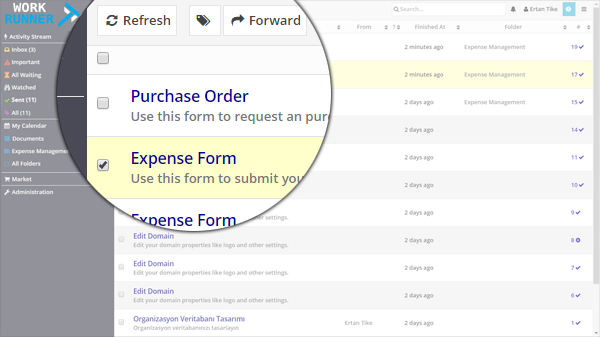 WORK
RUNNER
Activity Stream
Inbox (3)
Important
All Waiting
Watched
Sent (11)
All (11)
My Calendar
Documents
Expense Management
All Folders
Market
Administration
Refresh
Forward
Purchase Order
Use this form to request an pur
Expense Form
Use this form to submit you
Expense Form
Search...
Ertan Tike
?
From
? Finished At
Folder
#
2 minutes ago Expense Management 19
2 minutes ago Expense Management 17
2 days ago Expense Management 15
2 days ago 14
2 days ago 11
2 days ago 10
other settings. 2 days ago 9
Edit Domain
Edit your domain properties like logo and other settings.
2 days ago 8
Edit Domain
Edit your domain properties like logo and other settings.
2 days ago 7
Edit Domain
Edit your domain properties like logo and other settings.
2 days ago 6
Organizasyon Veritabanı Tasarımı
Organizasyon veritabanınızı tasarlayın
Ertan Tike 2 days ago 1